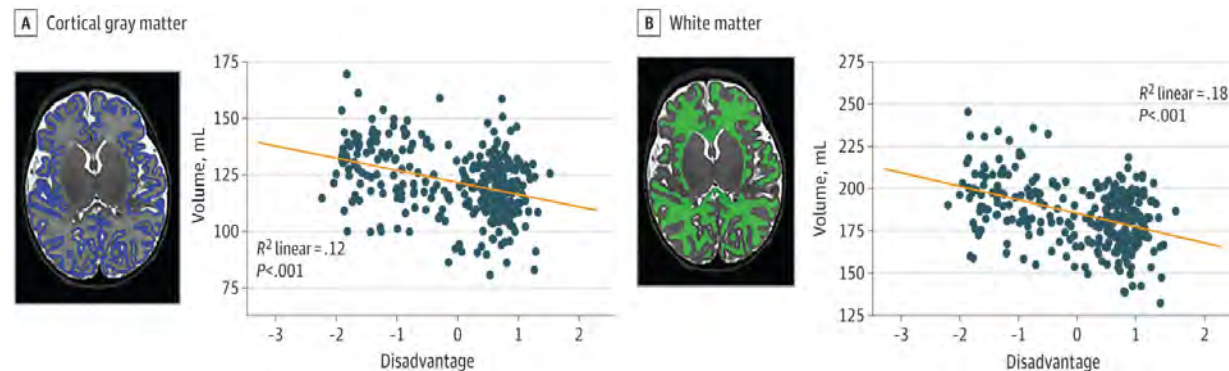 A Cortical gray matter
175
150
125
100
75
Volume, mL
R² linear = .12
P<.001
-3 -2 -1 0 1 2
Disadvantage
B White matter
275
250
225
200
175
150
125
Volume, mL
R² linear = .18
P<.001
-3 -2 -1 0 1 2
Disadvantage